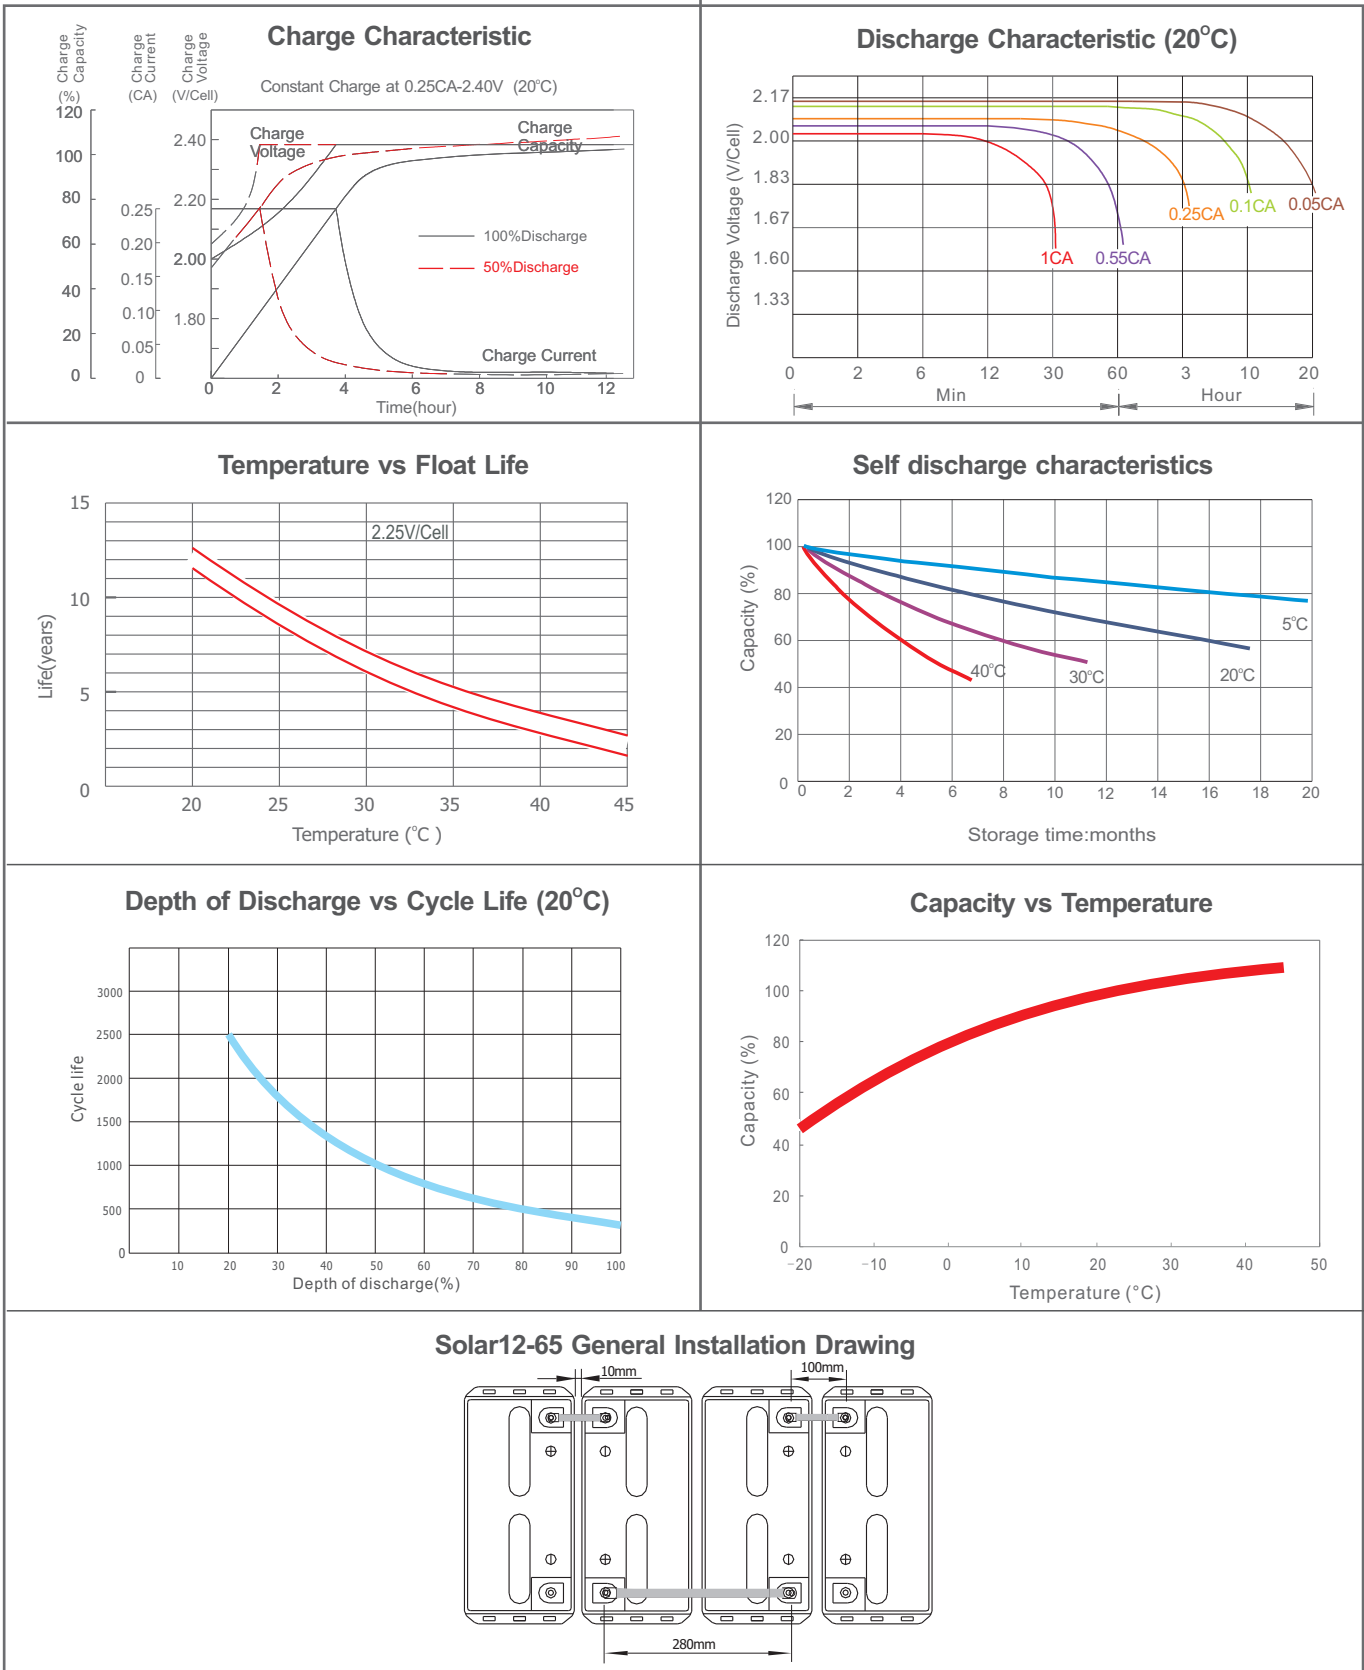 Charge Characteristic
Charge
Capacity
(%)
Charge
Current
(CA)
Charge
Voltage
(V/Cell)
Constant Charge at 0.25CA-2.40V (20°C)
120
100
80
60
40
20
0
0.25
0.20
0.15
0.10
0.05
0
2.40
2.20
2.00
1.80
Charge
Voltage
Charge
Capacity
100%Discharge
50%Discharge
Charge Current
0 2 4 6 8 10 12
Time(hour)
Discharge Characteristic (20°C)
Discharge Voltage (V/Cell)
2.17
2.00
1.83
1.67
1.60
1.33
1CA
0.55CA
0.25CA
0.1CA
0.05CA
0 2 6 12 30 60 3 10 20
Min Hour
Temperature vs Float Life
Life(years)
15
10
5
0
2.25V/Cell
20 25 30 35 40 45
Temperature (°C )
Self discharge characteristics
Capacity (%)
120
100
80
60
40
20
0
5°C
20°C
30°C
40°C
0 2 4 6 8 10 12 14 16 18 20
Storage time:months
Depth of Discharge vs Cycle Life (20°C)
Cycle life
3000
2500
2000
1500
1000
500
0
10 20 30 40 50 60 70 80 90 100
Depth of discharge(%)
Capacity vs Temperature
Capacity (%)
120
100
80
60
40
20
0
−20 −10 0 10 20 30 40 50
Temperature (°C)
Solar12-65 General Installation Drawing
10mm
100mm
280mm